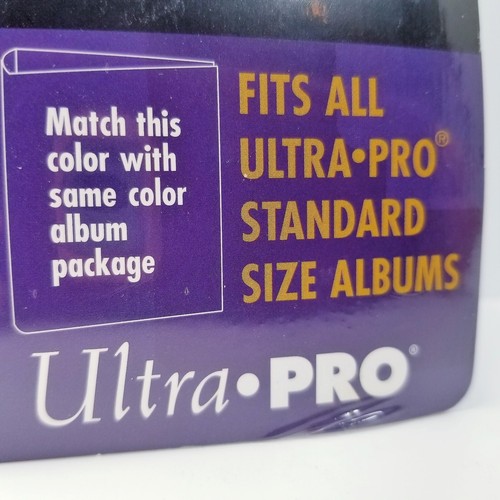 Match this
color with
same color
album
package
FITS ALL
ULTRA•PRO®
STANDARD
SIZE ALBUMS
Ultra•PRO®